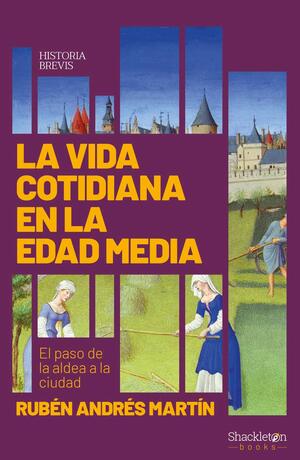 HISTORIA
BREVIS
LA VIDA
COTIDIANA
EN LA
EDAD MEDIA
El paso de
la aldea a la
ciudad
RUBÉN ANDRÉS MARTÍN
Shackleton
books